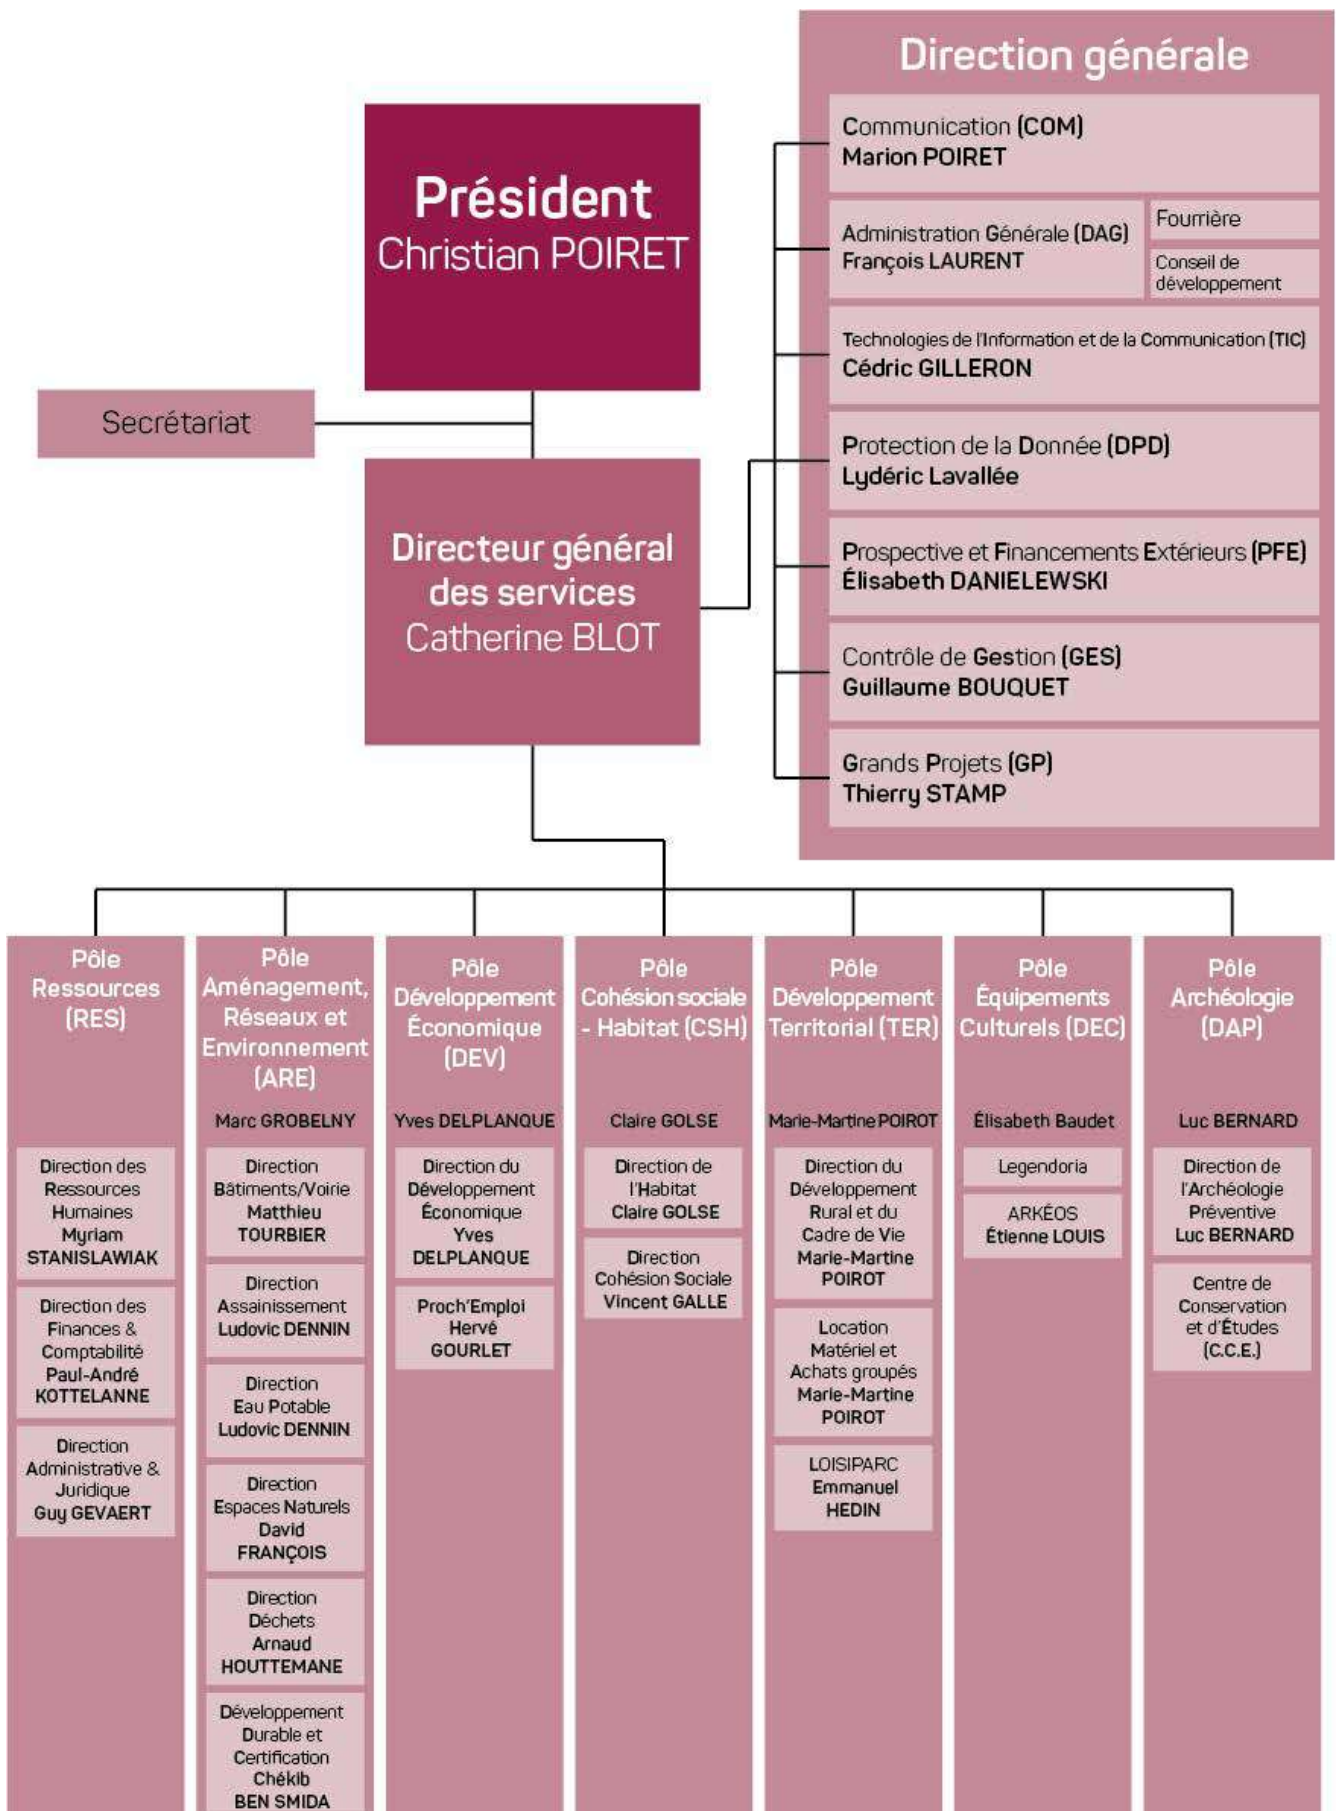 Direction générale
Communication (COM)
Marion POIRET
Administration Générale (DAG)
François LAURENT
Fourrière
Conseil de
développement
Technologies de l'Information et de la Communication (TIC)
Cédric GILLERON
Protection de la Donnée (DPD)
Lydéric Lavallée
Prospective et Financements Extérieurs (PFE)
Élisabeth DANIELEWSKI
Contrôle de Gestion (GES)
Guillaume BOUQUET
Grands Projets (GP)
Thierry STAMP
Président
Christian POIRET
Secrétariat
Directeur général
des services
Catherine BLOT
Pôle
Ressources
(RES)
Direction des
Ressources
Humaines
Myriam
STANISLAWIAK
Direction des
Finances &
Comptabilité
Paul-André
KOTTELANNE
Direction
Administrative &
Juridique
Guy GEVAERT
Pôle
Aménagement,
Réseaux et
Environnement
(ARE)
Marc GROBELNY
Direction
Bâtiments/Voirie
Matthieu
TOURBIER
Direction
Assainissement
Ludovic DENNIN
Direction
Eau Potable
Ludovic DENNIN
Direction
Espaces Naturels
David
FRANÇOIS
Direction
Déchets
Arnaud
HOUTTEMANE
Développement
Durable et
Certification
Chékib
BEN SMIDA
Pôle
Développement
Économique
(DEV)
Yves DELPLANQUE
Direction du
Développement
Économique
Yves
DELPLANQUE
Proch'Emploi
Hervé
GOURLET
Pôle
Cohésion sociale
- Habitat (CSH)
Claire GOLSE
Direction de
l'Habitat
Claire GOLSE
Direction
Cohésion Sociale
Vincent GALLE
Pôle
Développement
Territorial (TER)
Marie-Martine POIROT
Direction du
Développement
Rural et du
Cadre de Vie
Marie-Martine
POIROT
Location
Matériel et
Achats groupés
Marie-Martine
POIROT
LOISIPARC
Emmanuel
HEDIN
Pôle
Équipements
Culturels (DEC)
Élisabeth Baudet
Legendoria
ARKÉOS
Étienne LOUIS
Pôle
Archéologie
(DAP)
Luc BERNARD
Direction de
l'Archéologie
Préventive
Luc BERNARD
Centre de
Conservation
et d'Études
(C.C.E.)